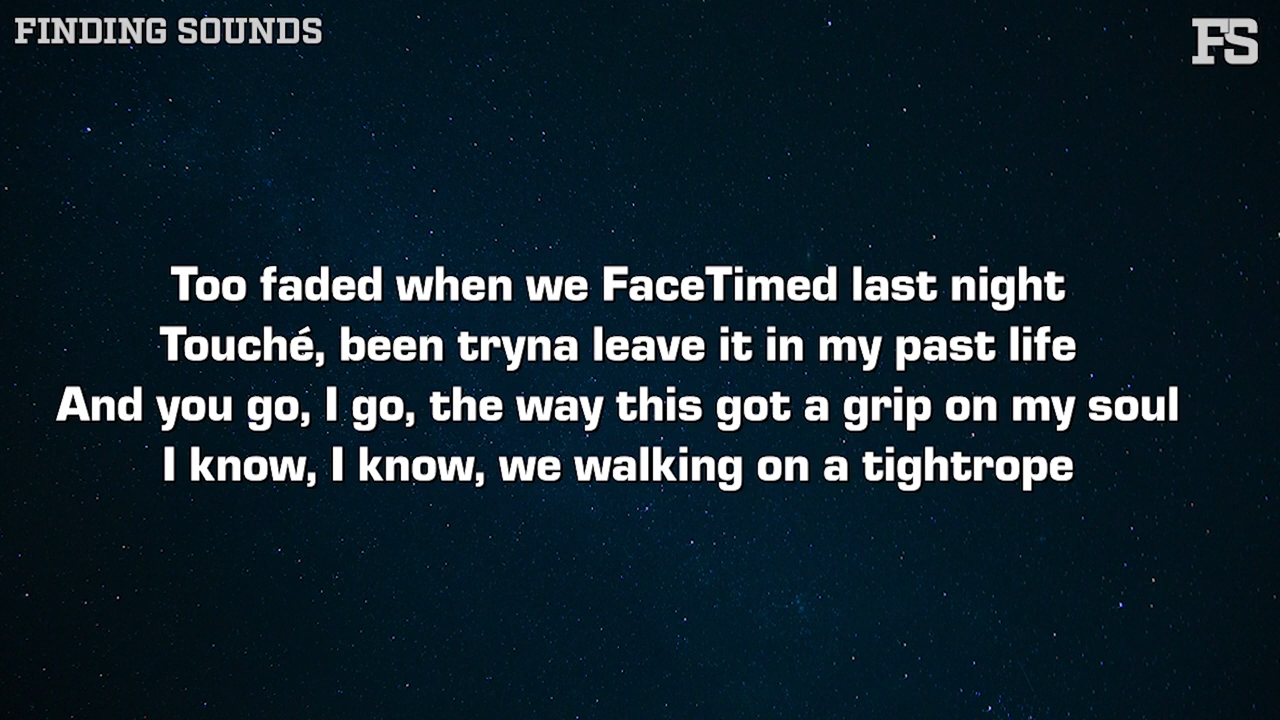 FINDING SOUNDS
FS
Too faded when we FaceTimed last night
Touché, been tryna leave it in my past life
And you go, I go, the way this got a grip on my soul
I know, I know, we walking on a tightrope